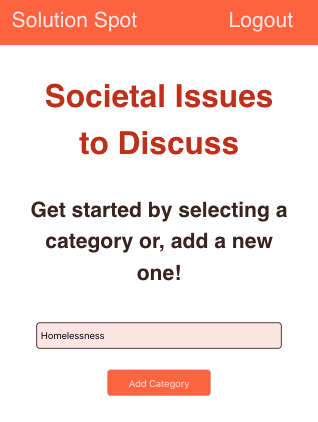 Solution Spot Logout
Societal Issues
to Discuss
Get started by selecting a
category or, add a new
one!
Homelessness
Add Category